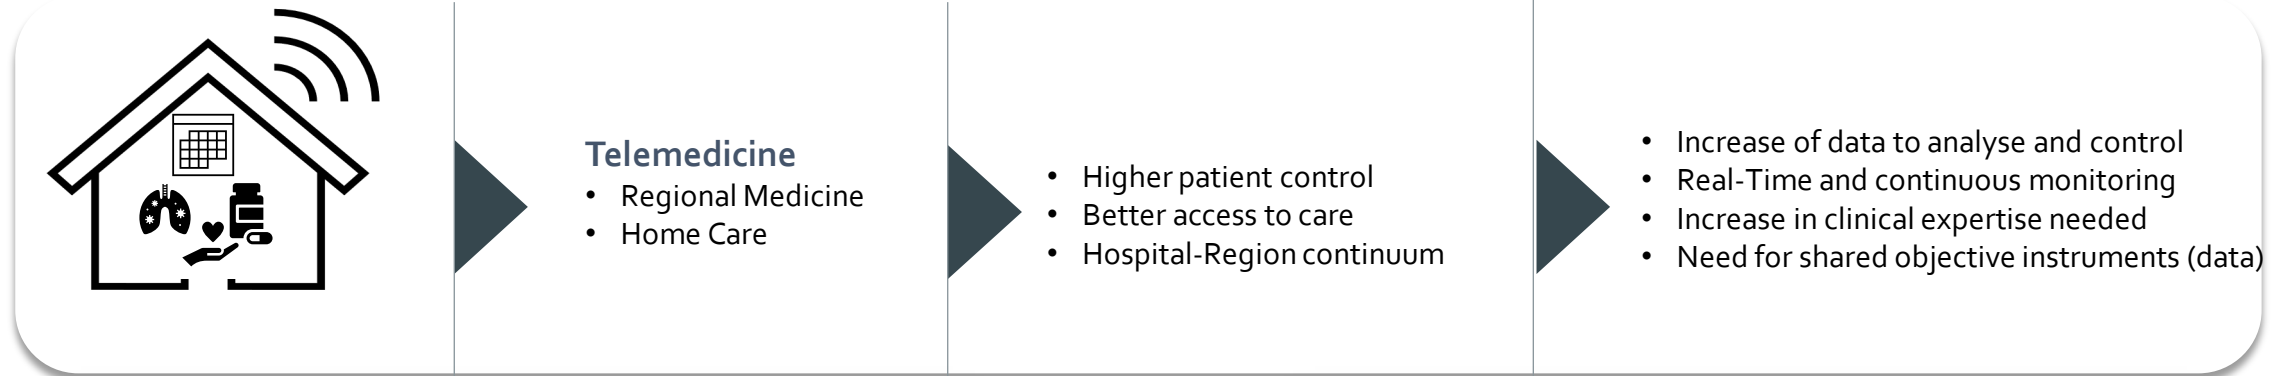 Telemedicine
• Regional Medicine
• Home Care
• Higher patient control
• Better access to care
• Hospital-Region continuum
• Increase of data to analyse and control
• Real-Time and continuous monitoring
• Increase in clinical expertise needed
• Need for shared objective instruments (data)